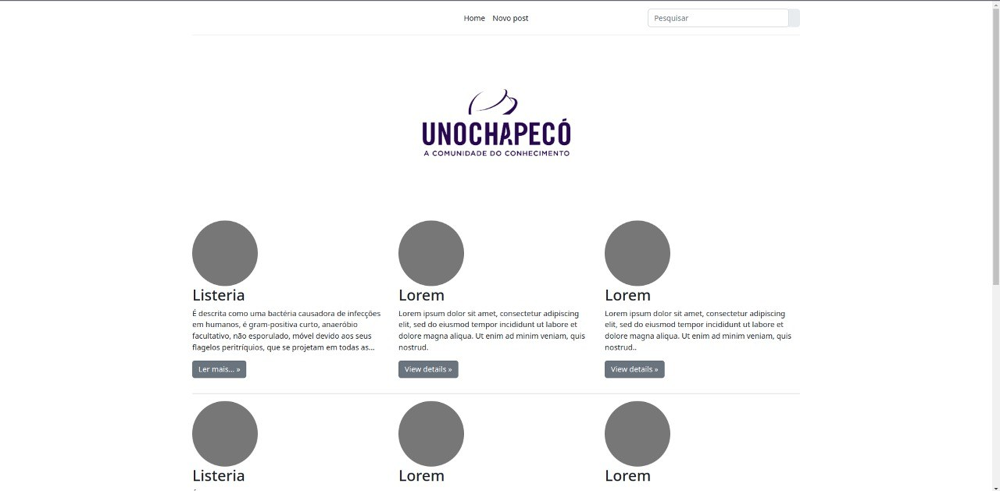 Home Novo post Pesquisar
UNOCHAPECÓ
A COMUNIDADE DO CONHECIMENTO
Listeria
É descrita como uma bactéria causadora de infecções
em humanos, é gram-positiva curto, anaeróbio
facultativo, não esporulado, móvel devido aos seus
flagelos peritríquios, que se projetam em todas as...
Ler mais... »
Lorem
Lorem ipsum dolor sit amet, consectetur adipiscing
elit, sed do eiusmod tempor incididunt ut labore et
dolore magna aliqua. Ut enim ad minim veniam, quis
nostrud.
View details »
Lorem
Lorem ipsum dolor sit amet, consectetur adipiscing
elit, sed do eiusmod tempor incididunt ut labore et
dolore magna aliqua. Ut enim ad minim veniam, quis
nostrud..
View details »
Listeria
Lorem
Lorem